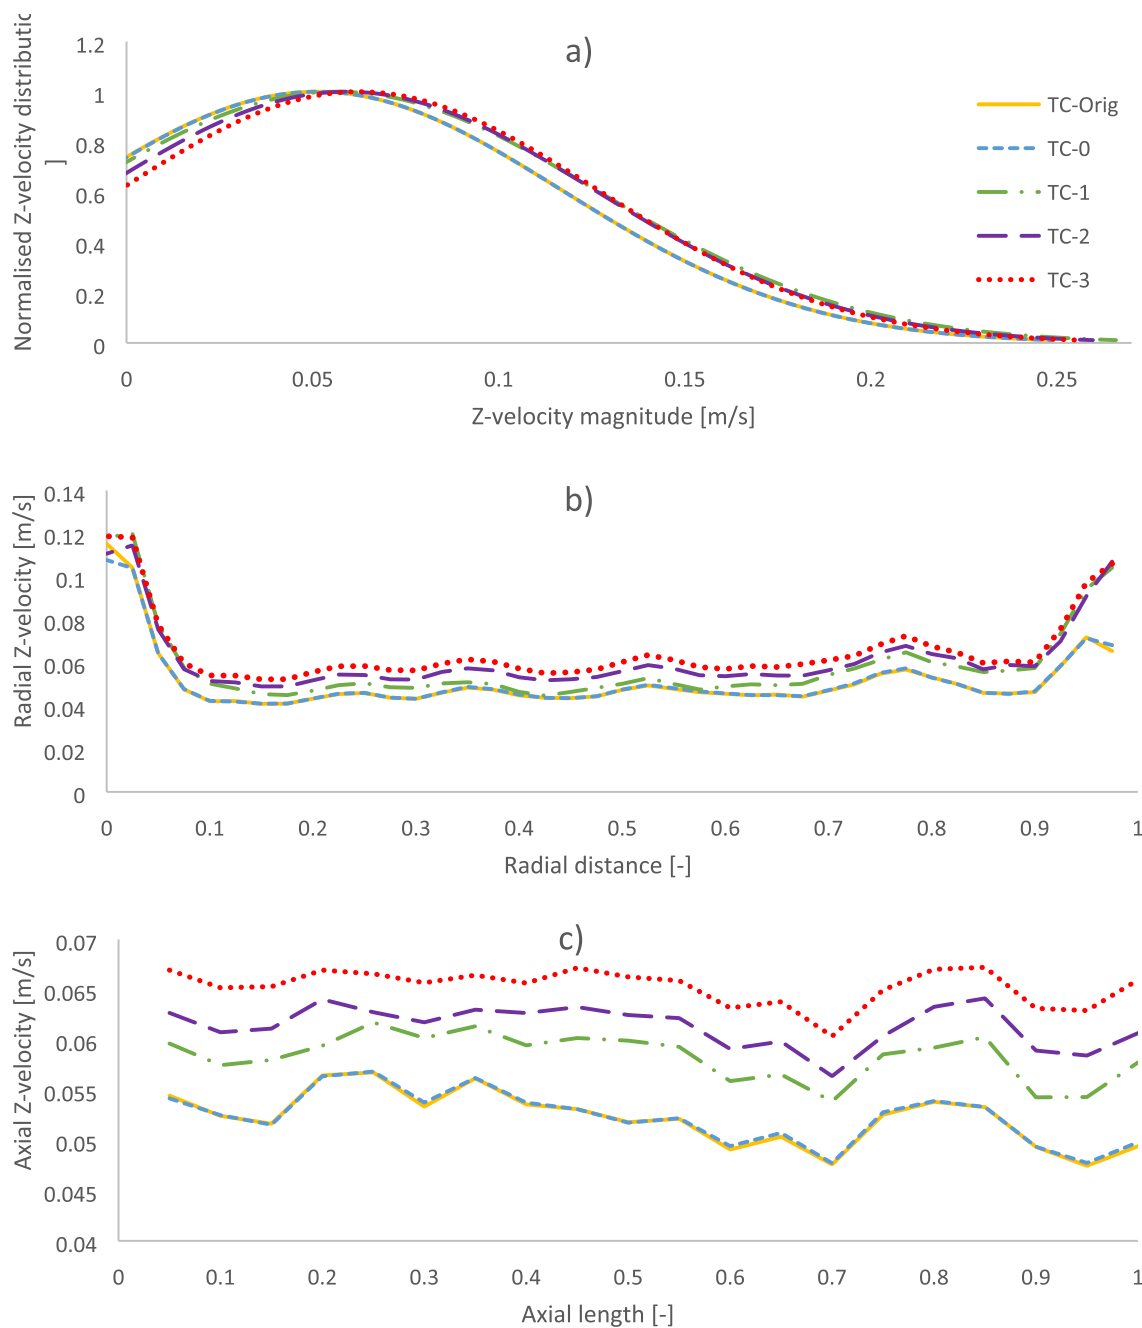 a)
Normalised Z-velocity distributic
]
1.2
1
0.8
0.6
0.4
0.2
0
0 0.05 0.1 0.15 0.2 0.25
Z-velocity magnitude [m/s]
TC-Orig
TC-0
TC-1
TC-2
TC-3
b)
Radial Z-velocity [m/s]
0.14
0.12
0.1
0.08
0.06
0.04
0.02
0
0 0.1 0.2 0.3 0.4 0.5 0.6 0.7 0.8 0.9 1
Radial distance [-]
c)
Axial Z-velocity [m/s]
0.07
0.065
0.06
0.055
0.05
0.045
0.04
0 0.1 0.2 0.3 0.4 0.5 0.6 0.7 0.8 0.9 1
Axial length [-]